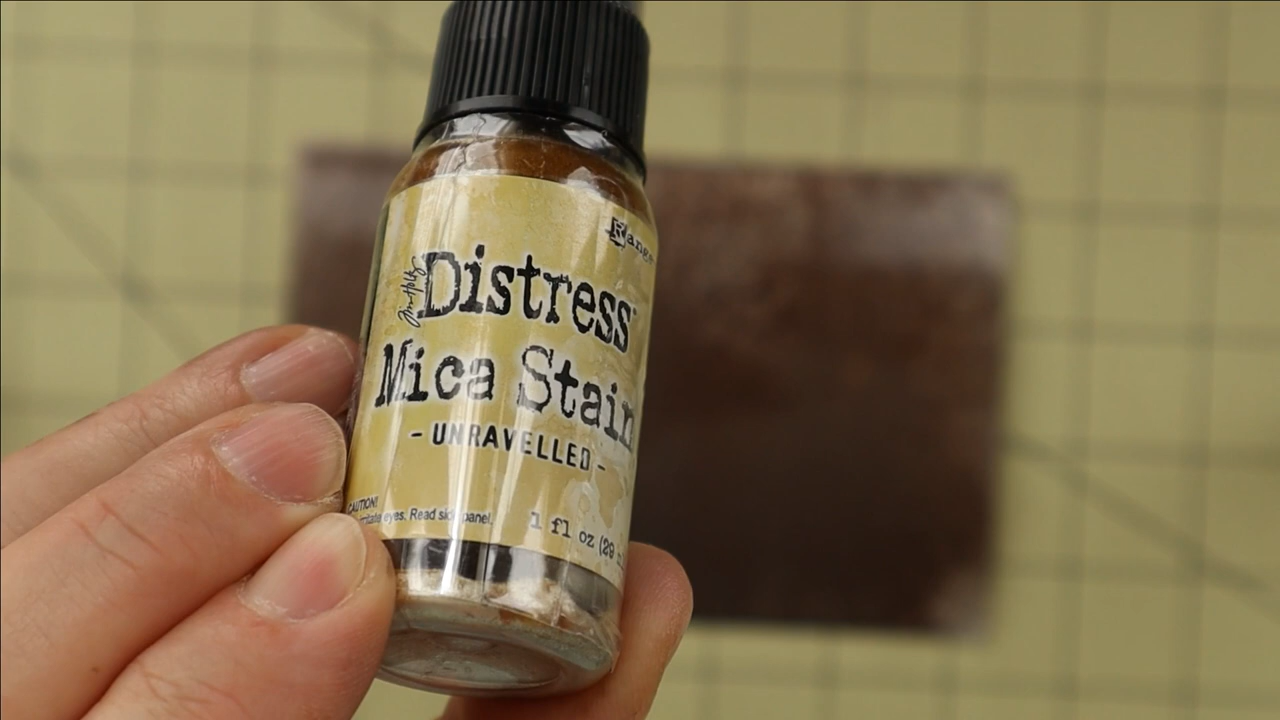 Ranger
Tim Holtz
Distress
Mica Stain
- UNRAVELLED -
CAUTION!
eyes. Read side panel.
1 fl oz (29